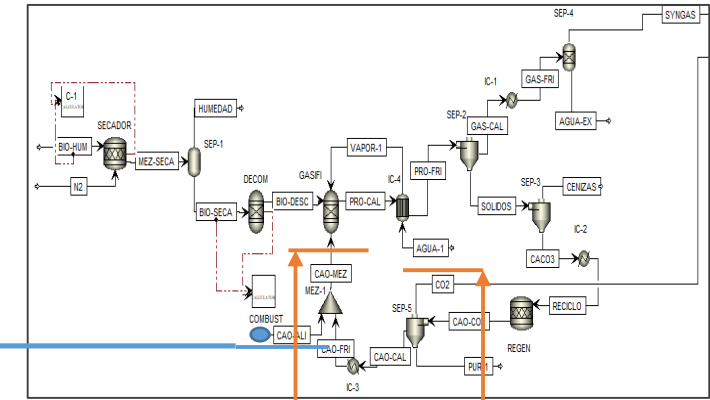 SEP-4
SYNGAS
IC-1
GAS-FRI
C-1
SECADOR
HUMEDAD
SEP-2
GAS-CAL
AGUA-EX
BIO-HUM
SEP-1
VAPOR-1
MEZ-SECA
DECOM
GASIFI
IC-4
PRO-FRI
SEP-3
CENIZAS
N2
BIO-DESC
PRO-CAL
SOLIDOS
BIO-SECA
IC-2
AGUA-1
CACO3
CAO-MEZ
CO2
MEZ-1
SEP-5
RECICLO
COMBUST
CAO-ALI
CAO-FRI
CAO-CO
REGEN
CAO-CAL
PUR
IC-3